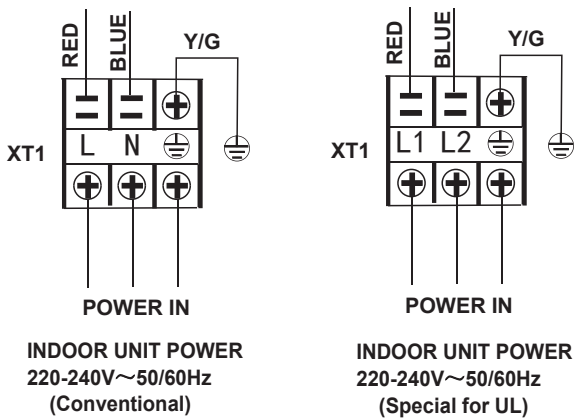 RED
BLUE
Y/G
XT1
L N
POWER IN
INDOOR UNIT POWER
220-240V～50/60Hz
(Conventional)
RED
BLUE
Y/G
XT1
L1 L2
POWER IN
INDOOR UNIT POWER
220-240V～50/60Hz
(Special for UL)